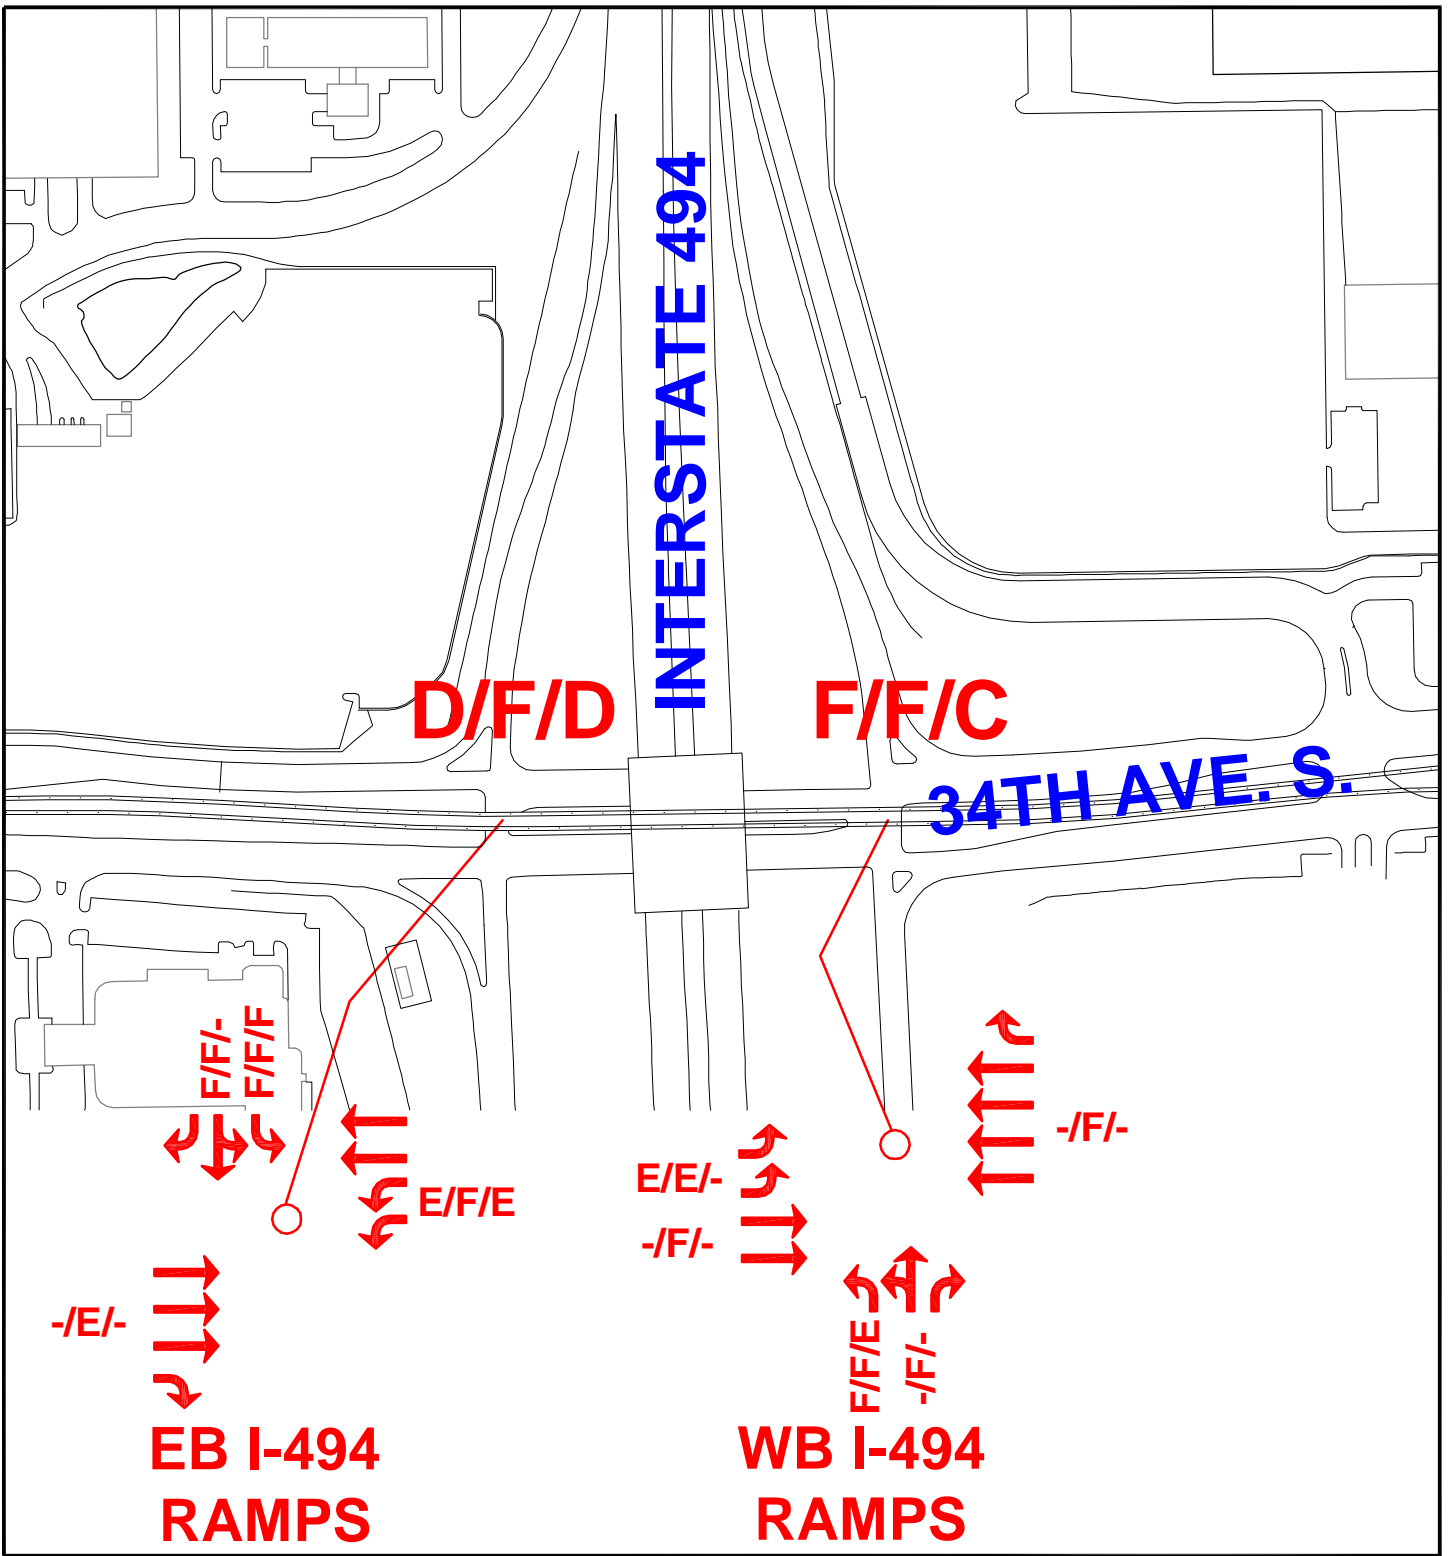 INTERSTATE 494
D/F/D
F/F/C
34TH AVE. S.
F/F/-
F/F/F
-/F/-
E/E/-
E/F/E
-/F/-
-/E/-
F/F/E
-/F/-
EB I-494
RAMPS
WB I-494
RAMPS